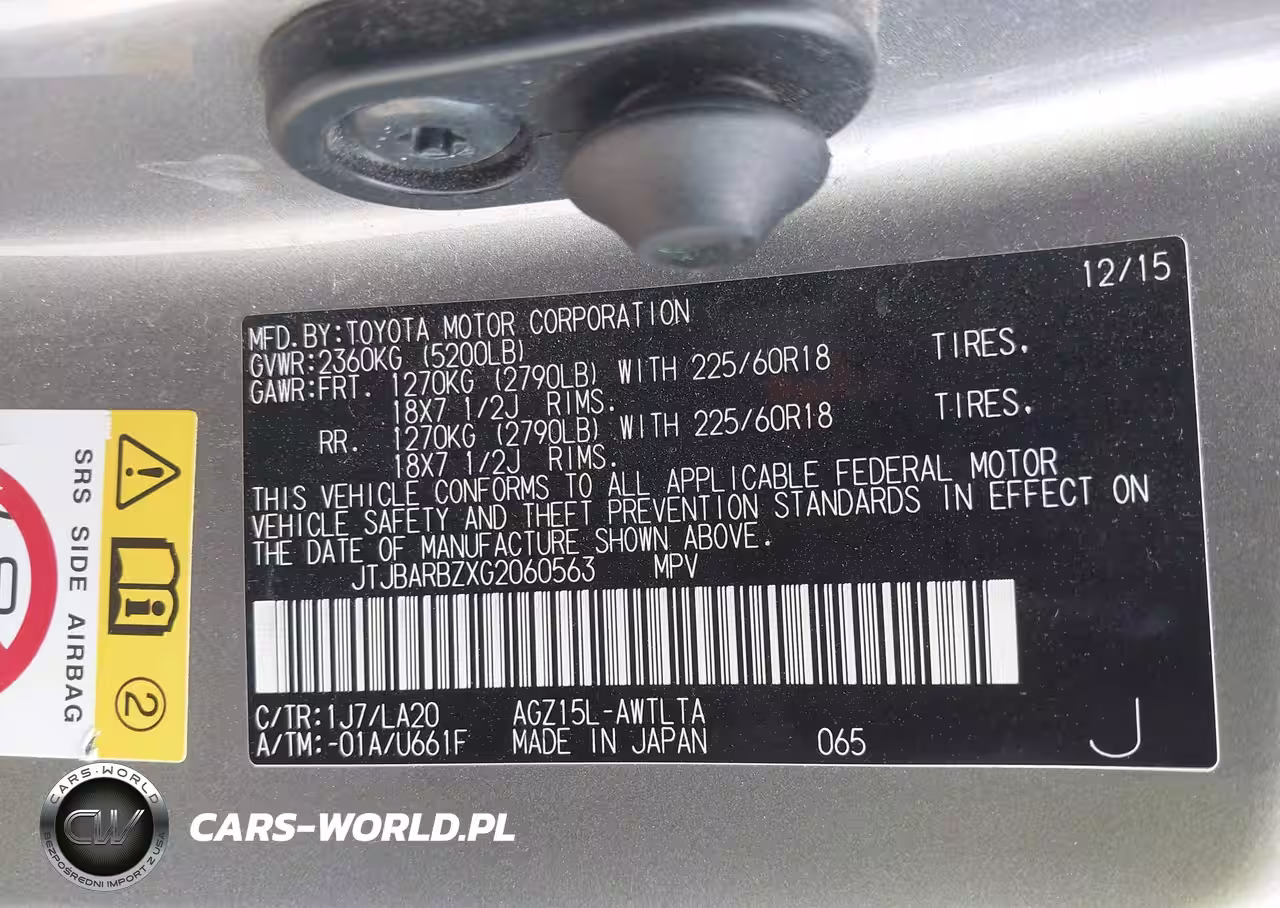 12/15
MFD. BY:TOYOTA MOTOR CORPORATION
GVWR:2360KG (5200LB)
GAWR:FRT. 1270KG (2790LB) WITH 225/60R18 TIRES.
18X7 1/2J RIMS.
RR. 1270KG (2790LB) WITH 225/60R18 TIRES.
18X7 1/2J RIMS.
THIS VEHICLE CONFORMS TO ALL APPLICABLE FEDERAL MOTOR
VEHICLE SAFETY AND THEFT PREVENTION STANDARDS IN EFFECT ON
THE DATE OF MANUFACTURE SHOWN ABOVE.
JTJBARBZXG2060563 MPV
C/TR:1J7/LA20 AGZ15L-AWTLTA
A/TM:-01A/U661F MADE IN JAPAN 065 J
SRS SIDE AIRBAG
2
CARS-WORLD
CW
BEZPOŚREDNI IMPORT Z USA
CARS-WORLD.PL